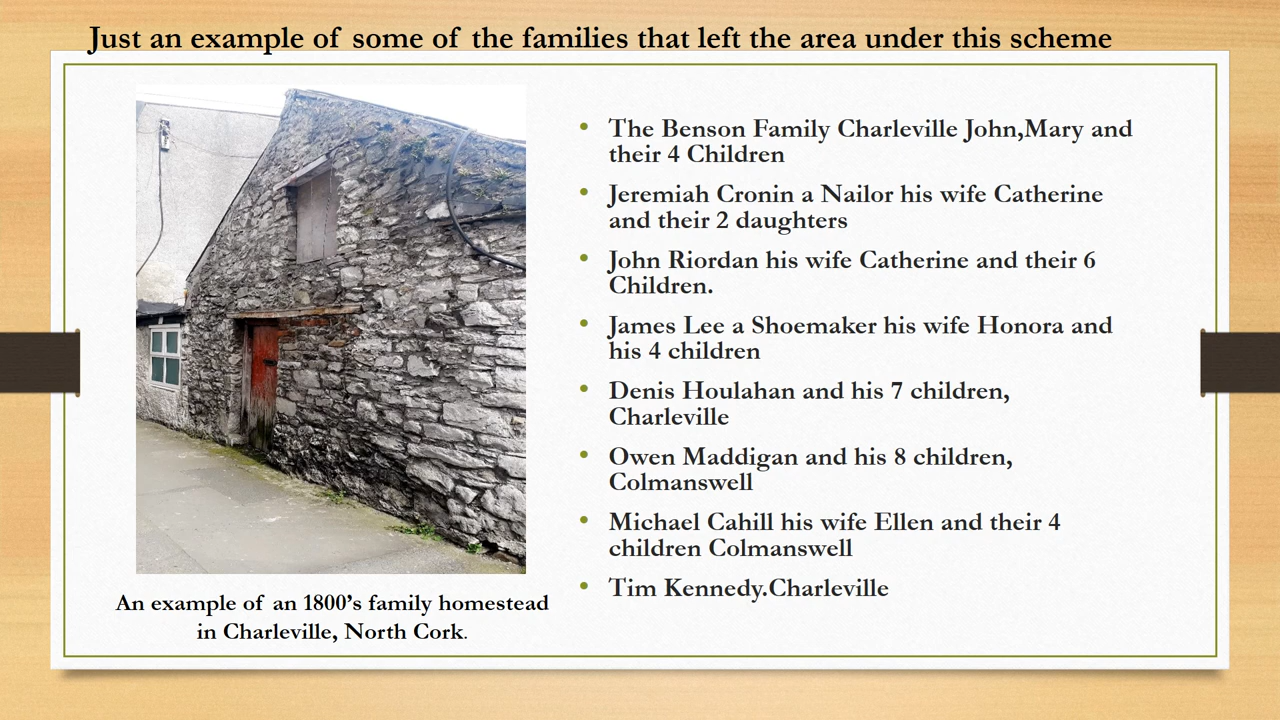 Just an example of some of the families that left the area under this scheme
The Benson Family Charleville John,Mary and
their 4 Children
Jeremiah Cronin a Nailor his wife Catherine
and their 2 daughters
John Riordan his wife Catherine and their 6
Children.
James Lee a Shoemaker his wife Honora and
his 4 children
Denis Houlahan and his 7 children,
Charleville
Owen Maddigan and his 8 children,
Colmanswell
Michael Cahill his wife Ellen and their 4
children Colmanswell
Tim Kennedy.Charleville
An example of an 1800’s family homestead
in Charleville, North Cork.